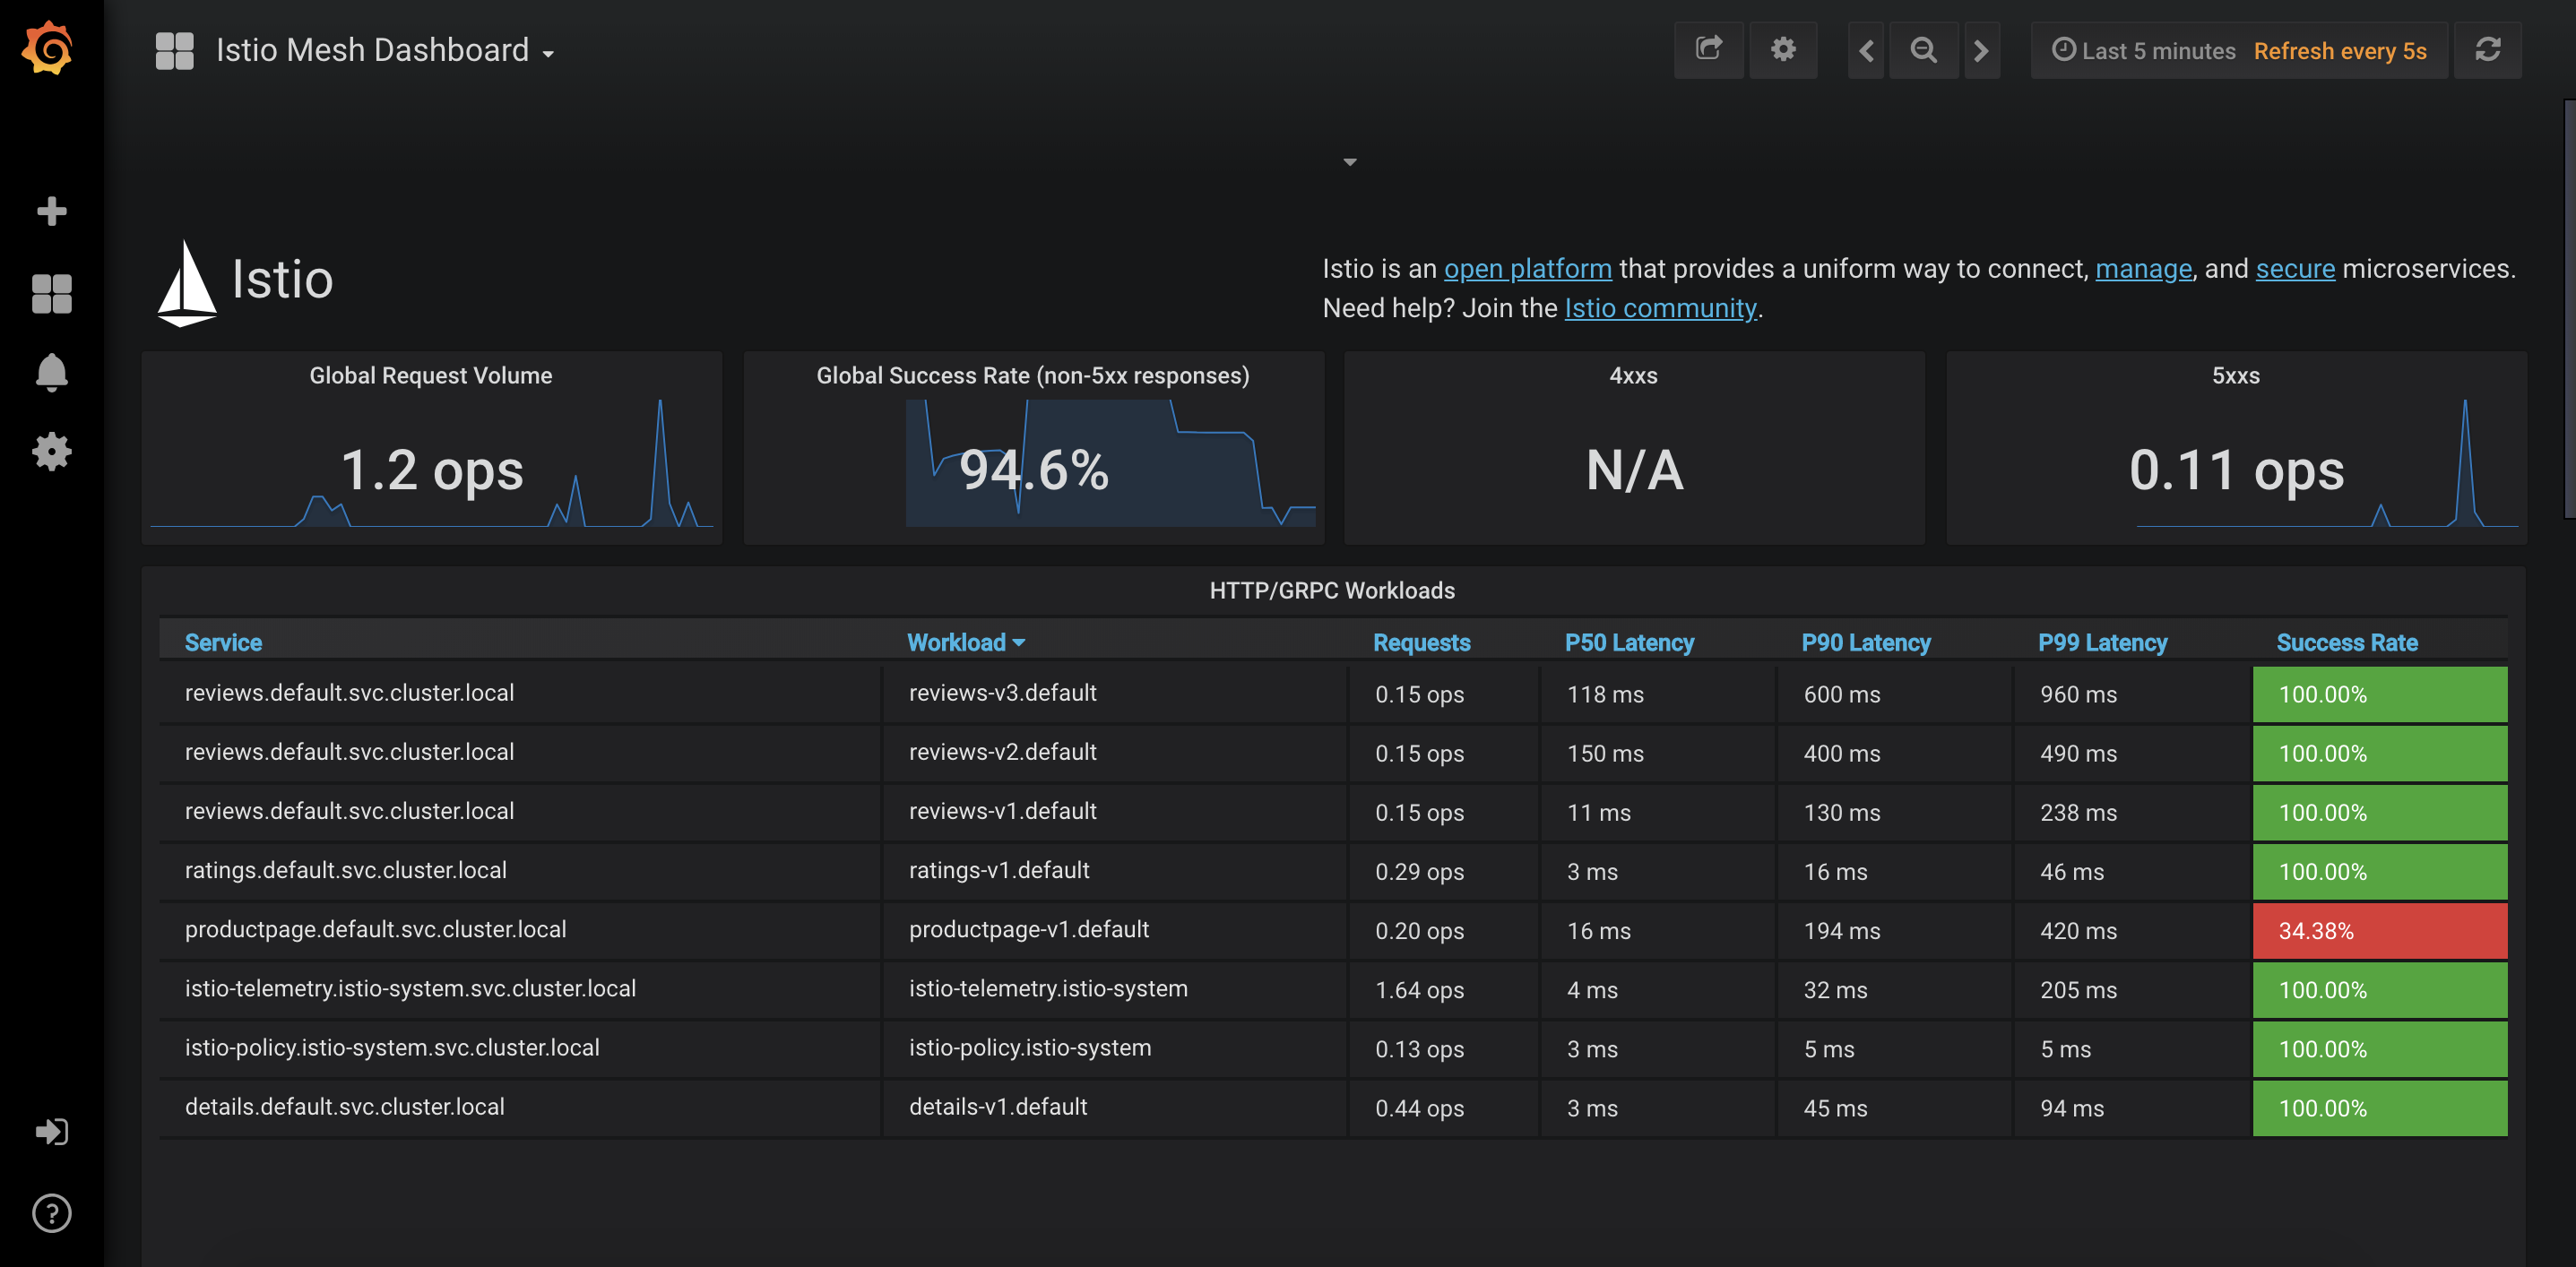 Istio Mesh Dashboard
Last 5 minutes Refresh every 5s
Istio
Istio is an open platform that provides a uniform way to connect, manage, and secure microservices.
Need help? Join the Istio community.
Global Request Volume
1.2 ops
Global Success Rate (non-5xx responses)
94.6%
4xxs
N/A
5xxs
0.11 ops
HTTP/GRPC Workloads
Service Workload Requests P50 Latency P90 Latency P99 Latency Success Rate
reviews.default.svc.cluster.local reviews-v3.default 0.15 ops 118 ms 600 ms 960 ms 100.00%
reviews.default.svc.cluster.local reviews-v2.default 0.15 ops 150 ms 400 ms 490 ms 100.00%
reviews.default.svc.cluster.local reviews-v1.default 0.15 ops 11 ms 130 ms 238 ms 100.00%
ratings.default.svc.cluster.local ratings-v1.default 0.29 ops 3 ms 16 ms 46 ms 100.00%
productpage.default.svc.cluster.local productpage-v1.default 0.20 ops 16 ms 194 ms 420 ms 34.38%
istio-telemetry.istio-system.svc.cluster.local istio-telemetry.istio-system 1.64 ops 4 ms 32 ms 205 ms 100.00%
istio-policy.istio-system.svc.cluster.local istio-policy.istio-system 0.13 ops 3 ms 5 ms 5 ms 100.00%
details.default.svc.cluster.local details-v1.default 0.44 ops 3 ms 45 ms 94 ms 100.00%